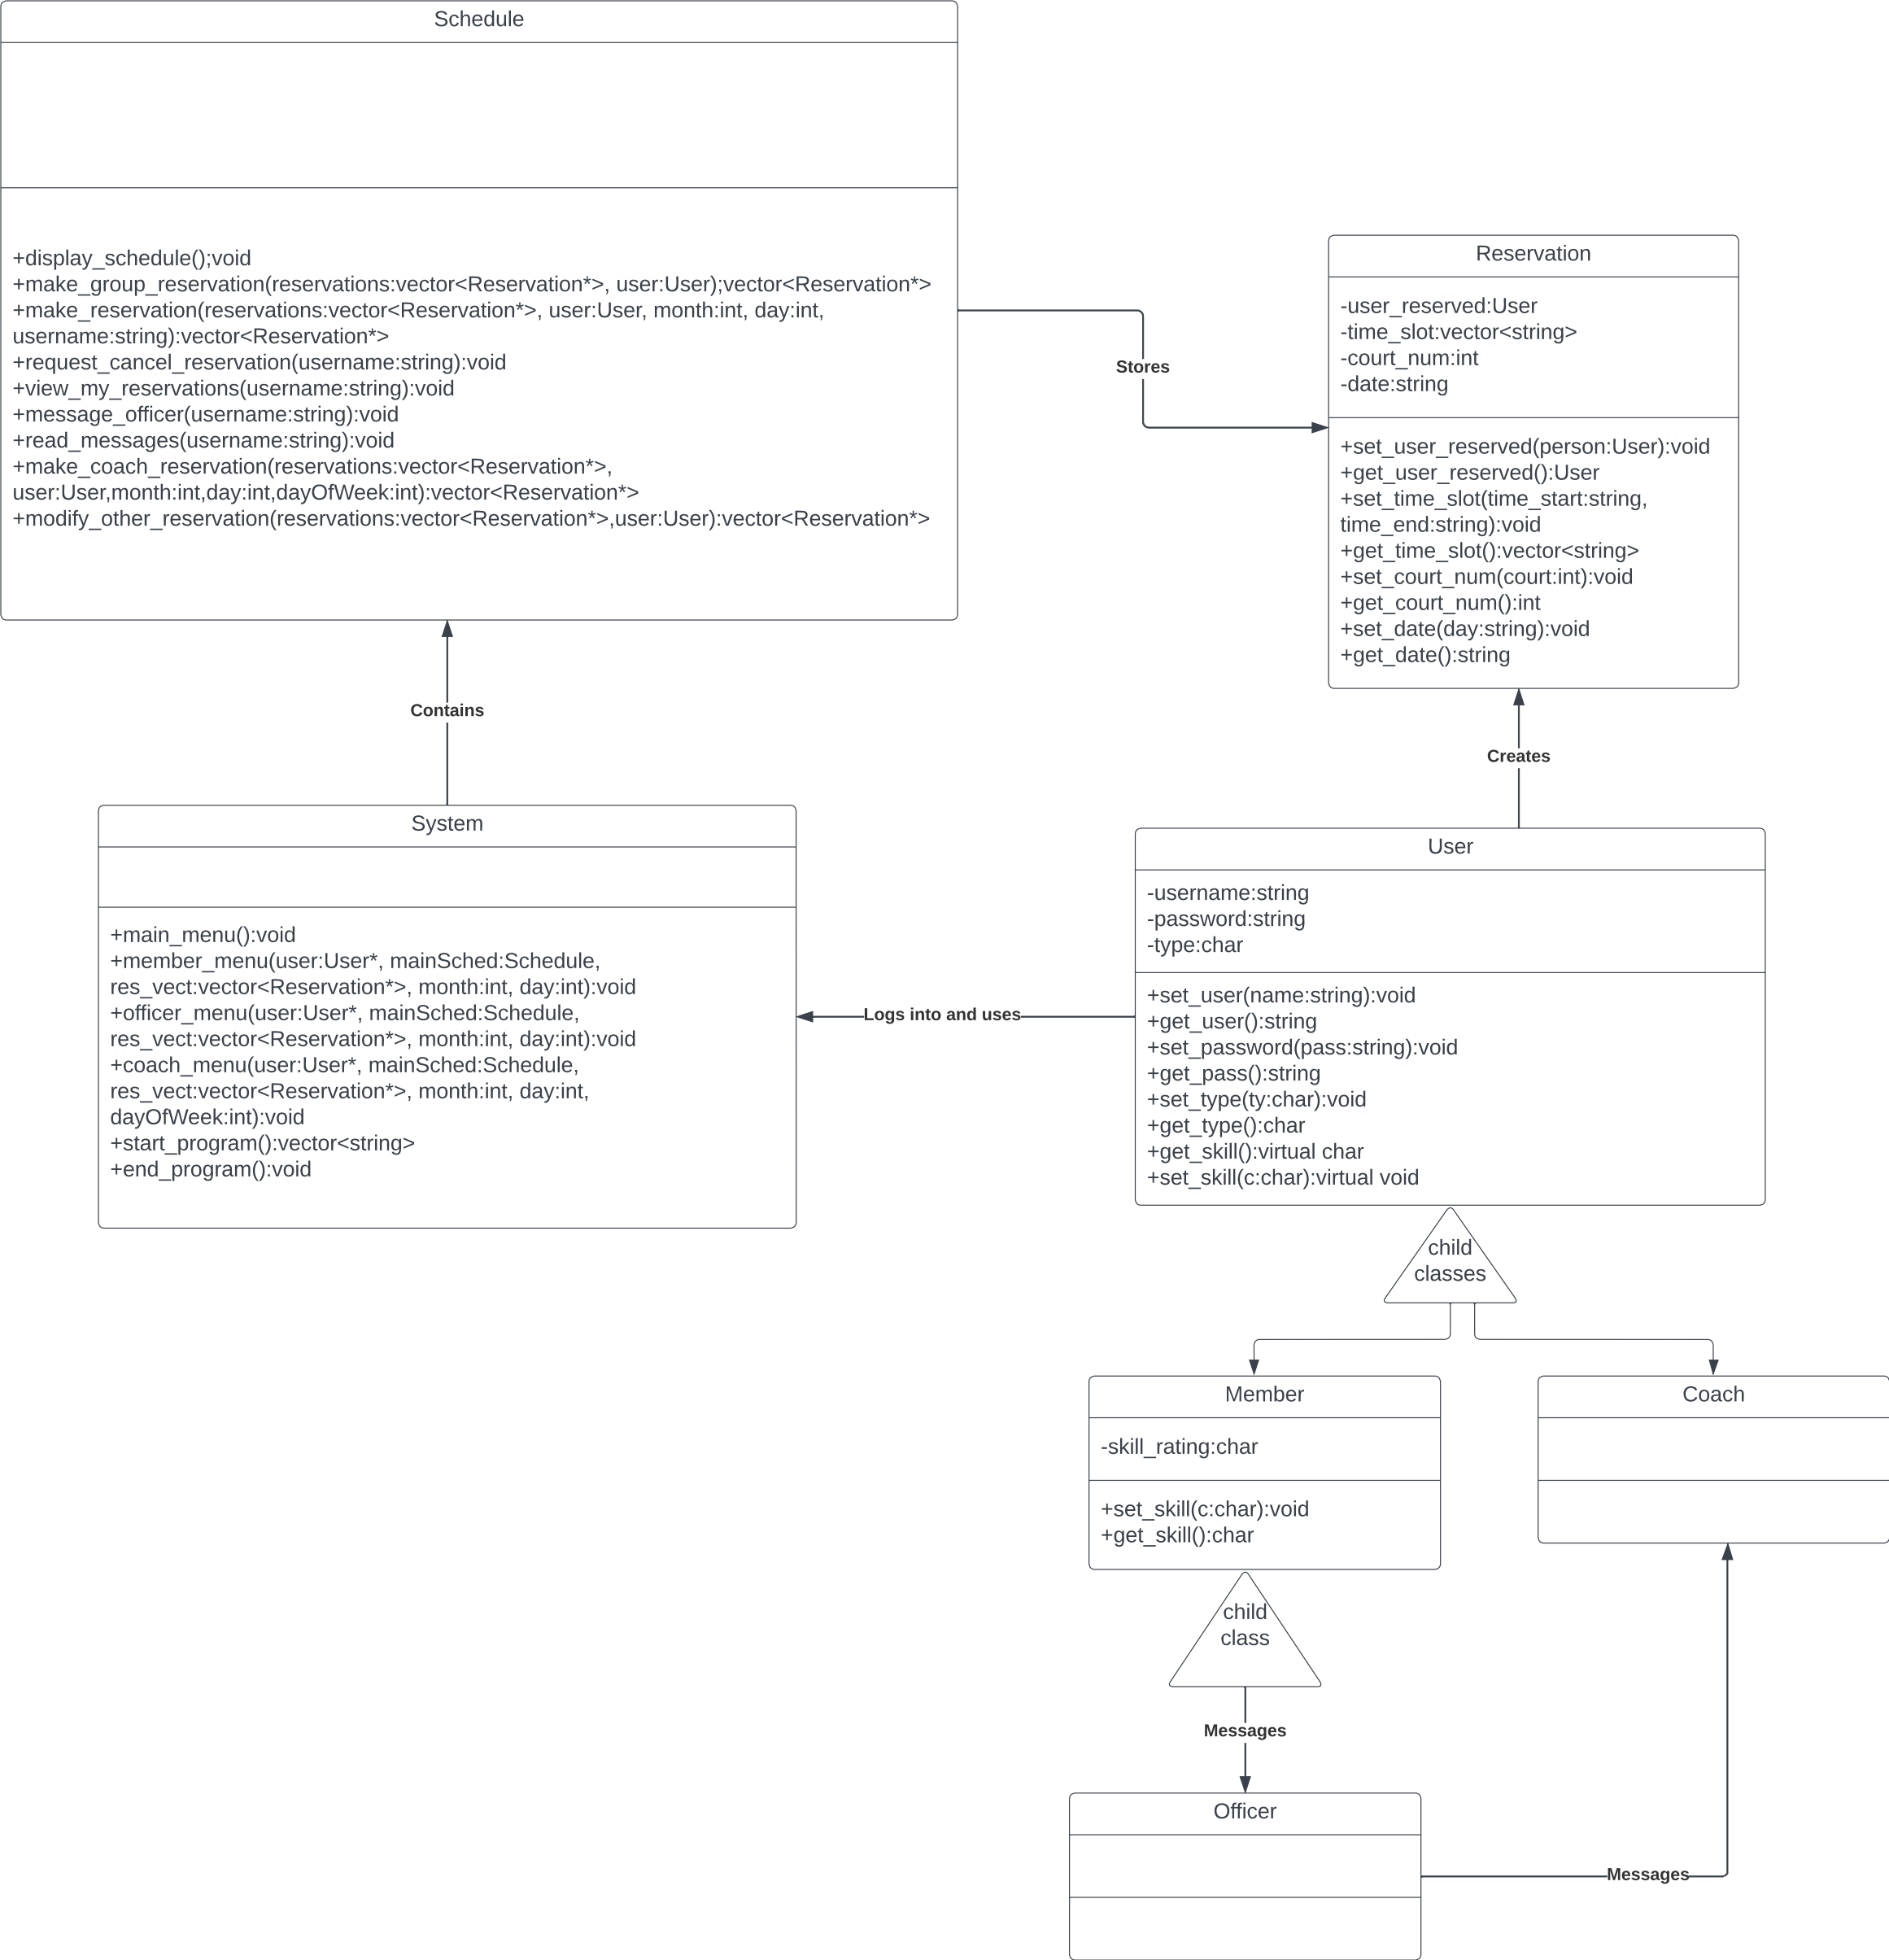 Schedule
+display_schedule();void
+make_group_reservation(reservations:vector<Reservation*>, user:User);vector<Reservation*>
+make_reservation(reservations:vector<Reservation*>, user:User, month:int, day:int,
username:string):vector<Reservation*>
+request_cancel_reservation(username:string):void
+view_my_reservations(username:string):void
+message_officer(username:string):void
+read_messages(username:string):void
+make_coach_reservation(reservations:vector<Reservation*>,
user:User,month:int,day:int,dayOfWeek:int):vector<Reservation*>
+modify_other_reservation(reservations:vector<Reservation*>,user:User):vector<Reservation*>
Stores
Reservation
-user_reserved:User
-time_slot:vector<string>
-court_num:int
-date:string
+set_user_reserved(person:User):void
+get_user_reserved():User
+set_time_slot(time_start:string,
time_end:string):void
+get_time_slot():vector<string>
+set_court_num(court:int):void
+get_court_num():int
+set_date(day:string):void
+get_date():string
Contains
Creates
System
+main_menu():void
+member_menu(user:User*, mainSched:Schedule,
res_vect:vector<Reservation*>, month:int, day:int):void
+officer_menu(user:User*, mainSched:Schedule,
res_vect:vector<Reservation*>, month:int, day:int):void
+coach_menu(user:User*, mainSched:Schedule,
res_vect:vector<Reservation*>, month:int, day:int,
dayOfWeek:int):void
+start_program():vector<string>
+end_program():void
Logs into and uses
User
-username:string
-password:string
-type:char
+set_user(name:string):void
+get_user():string
+set_password(pass:string):void
+get_pass():string
+set_type(ty:char):void
+get_type():char
+get_skill():virtual char
+set_skill(c:char):virtual void
child
classes
Member
-skill_rating:char
+set_skill(c:char):void
+get_skill():char
Coach
child
class
Messages
Officer
Messages